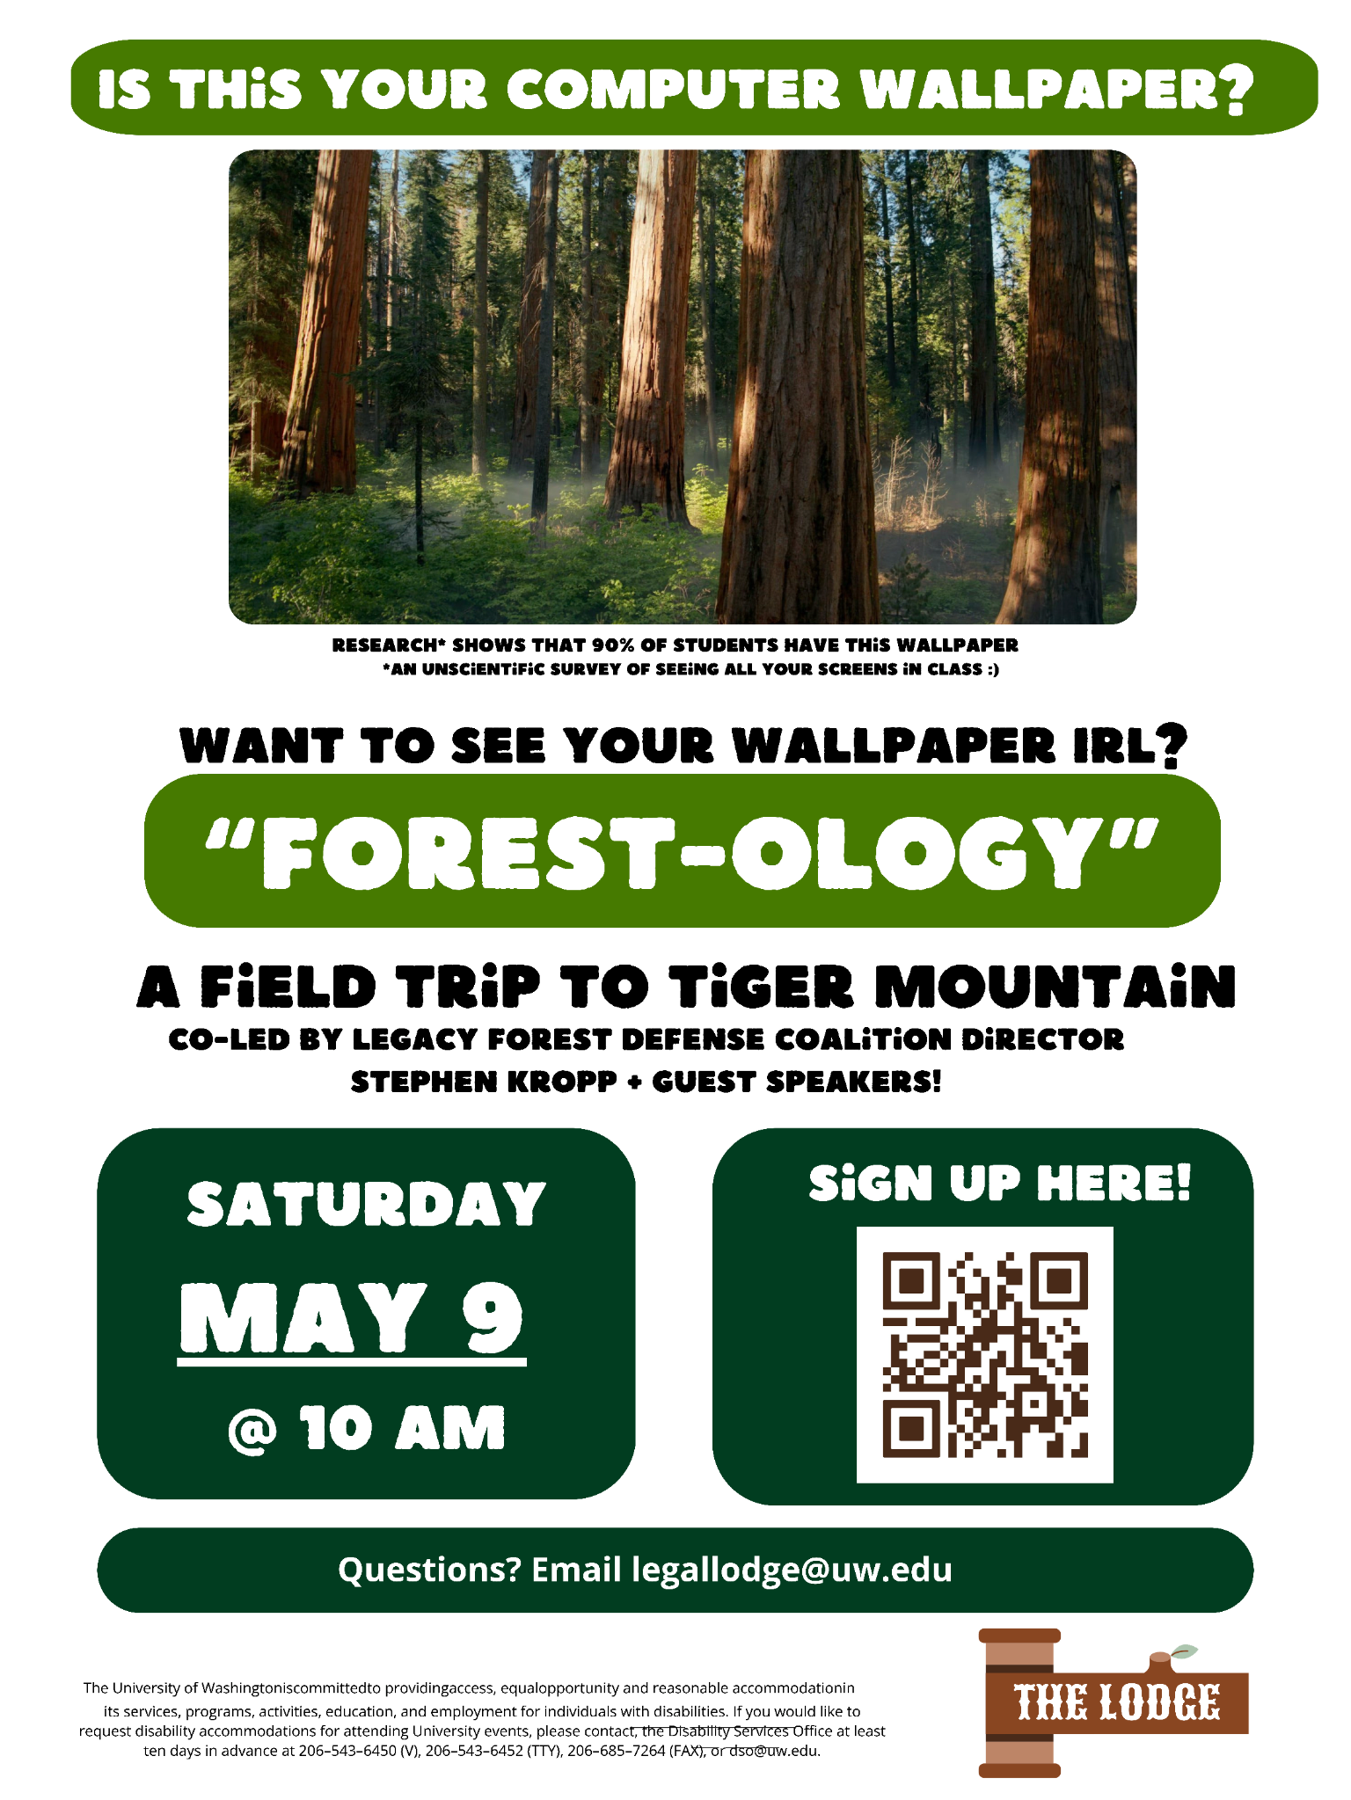 IS THiS YOUR COMPUTER WALLPAPER?
RESEARCH* SHOWS THAT 90% OF STUDENTS HAVE THiS WALLPAPER
*AN UNSCiENTiFiC SURVEY OF SEEiNG ALL YOUR SCREENS iN CLASS :)
WANT TO SEE YOUR WALLPAPER IRL?
“FOREST-OLOGY”
A FiELD TRiP TO TiGER MOUNTAiN
CO-LED BY LEGACY FOREST DEFENSE COALiTiON DiRECTOR
STEPHEN KROPP + GUEST SPEAKERS!
SATURDAY
MAY 9
@ 10 AM
SiGN UP HERE!
Questions? Email legallodge@uw.edu
The University of Washingtoniscommittedto providingaccess, equalopportunity and reasonable accommodationin
its services, programs, activities, education, and employment for individuals with disabilities. If you would like to
request disability accommodations for attending University events, please contact, the Disability Services Office at least
ten days in advance at 206–543–6450 (V), 206–543–6452 (TTY), 206–685–7264 (FAX), or dso@uw.edu.
THE LODGE